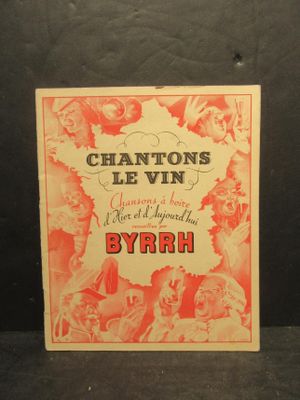 CHANTONS
LE VIN
Chansons à boire
d'Hier et d'Aujourd'hui
recueillies par
BYRRH